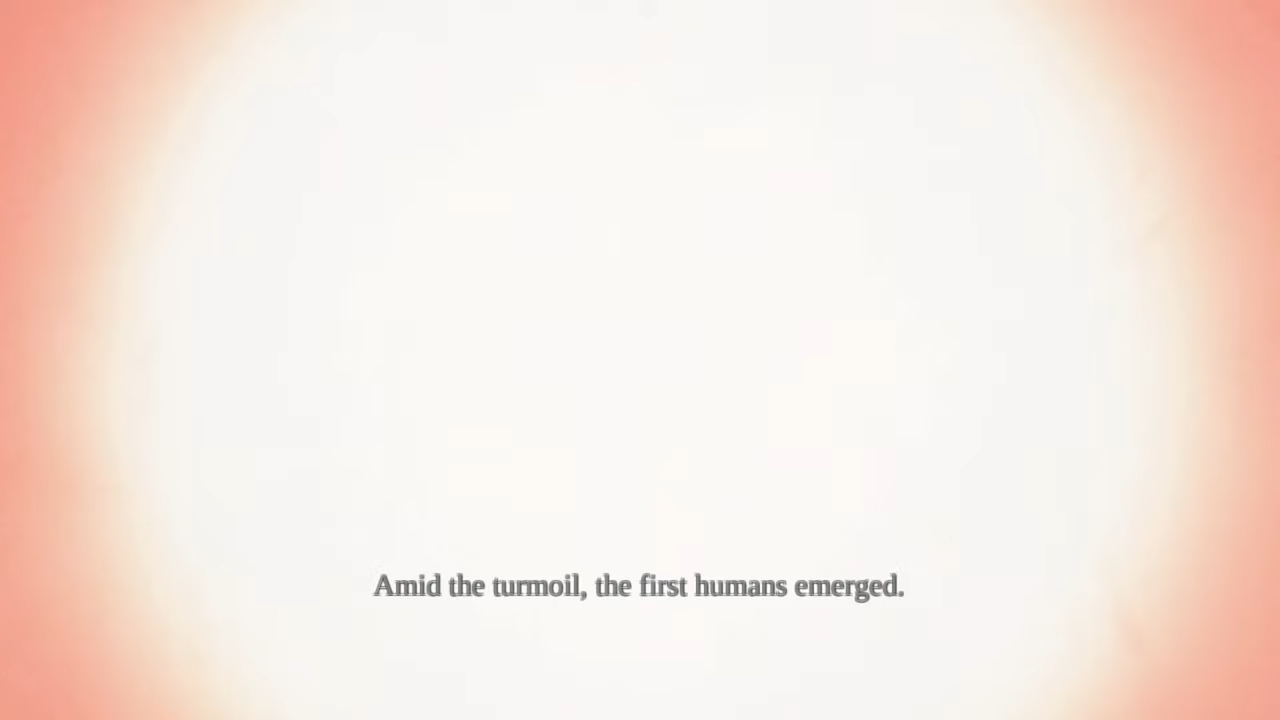 Amid the turmoil, the first humans emerged.